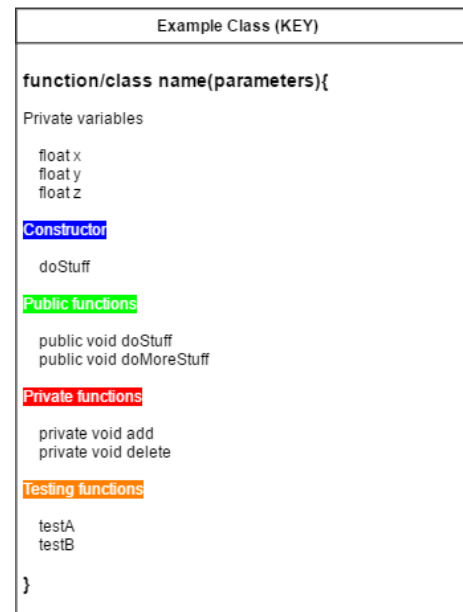 Example Class (KEY)
function/class name(parameters){
Private variables
float x
float y
float z
Constructor
doStuff
Public functions
public void doStuff
public void doMoreStuff
Private functions
private void add
private void delete
Testing functions
testA
testB
}